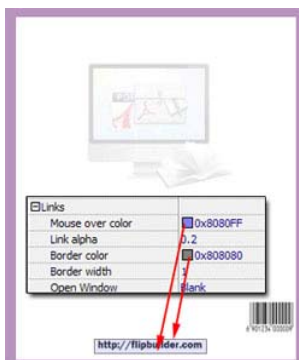 Links
Mouse over color 0x8080FF
Link alpha 0.2
Border color 0x808080
Border width 1
Open Window Blank
http://flipbuilder.com